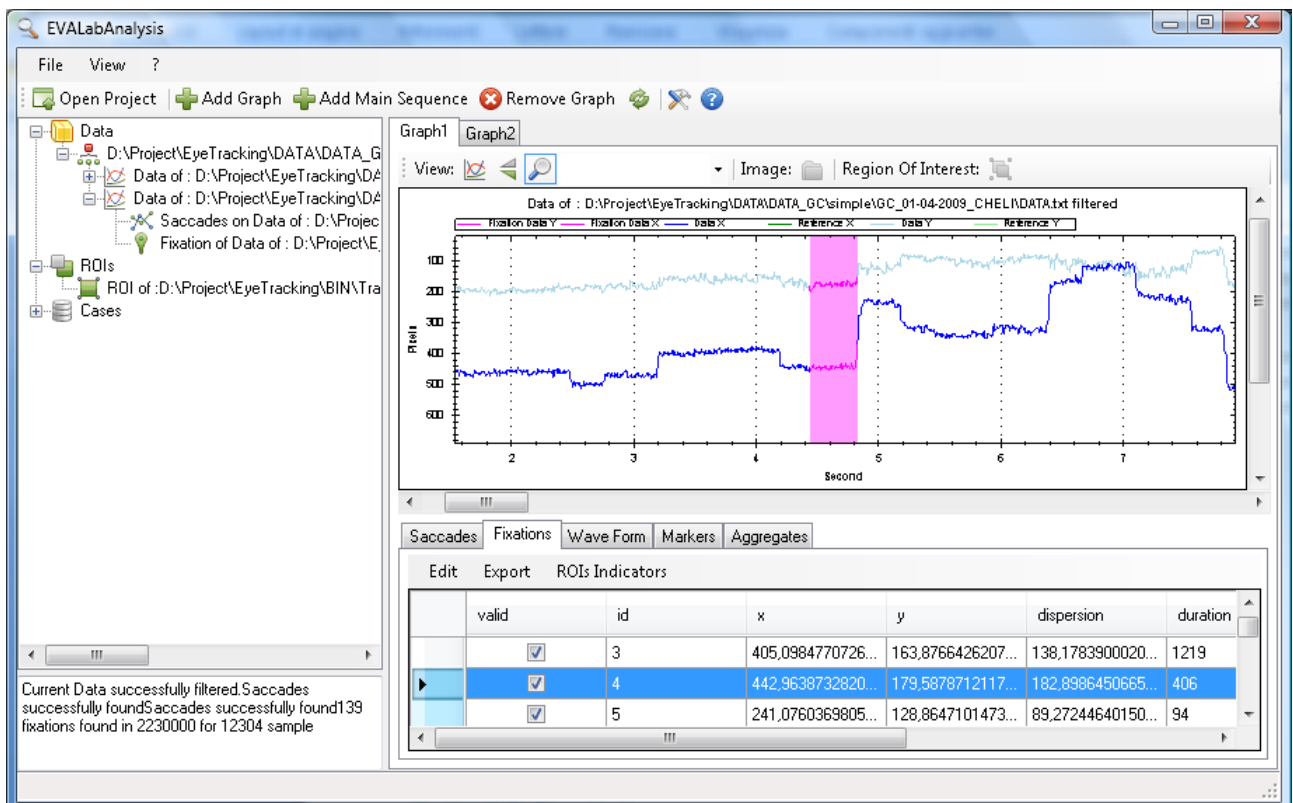 EVALabAnalysis
File View ?
Open Project Add Graph Add Main Sequence Remove Graph
Data
D:\Project\EyeTracking\DATA\DATA_G
Data of : D:\Project\EyeTracking\DA
Data of : D:\Project\EyeTracking\DA
Saccades on Data of : D:\Projec
Fixation of Data of : D:\Project\E
ROIs
ROI of :D:\Project\EyeTracking\BIN\Tra
Cases
Current Data successfully filtered.Saccades
successfully foundSaccades successfully found139
fixations found in 2230000 for 12304 sample
Graph1 Graph2
View: Image: Region Of Interest:
Data of : D:\Project\EyeTracking\DATA\DATA_GC\simple\GC_01-04-2009_CHELI\DATA.txt filtered
Fixation Data Y Fixation Data X Data X Reference X Data Y Reference Y
100
200
300
400
500
600
Pixels
2 3 4 5 6 7
Second
Saccades Fixations Wave Form Markers Aggregates
Edit Export ROIs Indicators
valid id x y dispersion duration
3 405,0984770726... 163,8766426207... 138,1783900020... 1219
4 442,9638732820... 179,5878712117... 182,8986450665... 406
5 241,0760369805... 128,8647101473... 89,27244640150... 94